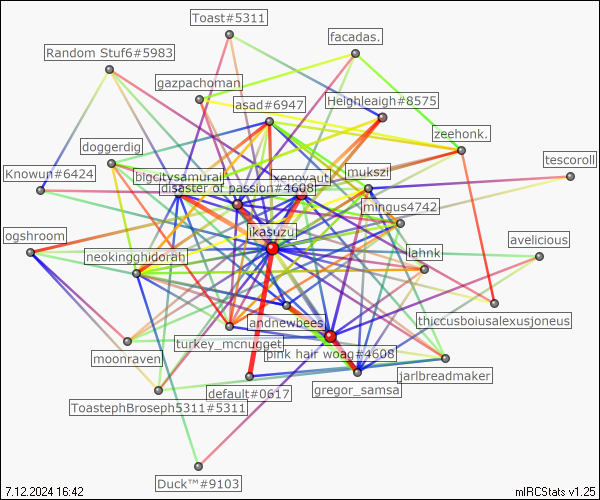 Toast#5311
facadas.
Random Stuf6#5983
gazpachoman
Heighleaigh#8575
asad#6947
zeehonk.
doggerdig
tescoroll
Knowun#6424
bigcitysamurai
xenovaut
mukszi
disaster of passion#4608
mingus4742
ogshroom
ikasuzu
avelicious
neokingghidorah
lahnk
thiccusboiusalexusjoneus
andnewbees
turkey_mcnugget
pink hair woag#4608
moonraven
jarlbreadmaker
default#0617
gregor_samsa
ToastephBroseph5311#5311
Duck™#9103
7.12.2024 16:42
mIRCStats v1.25